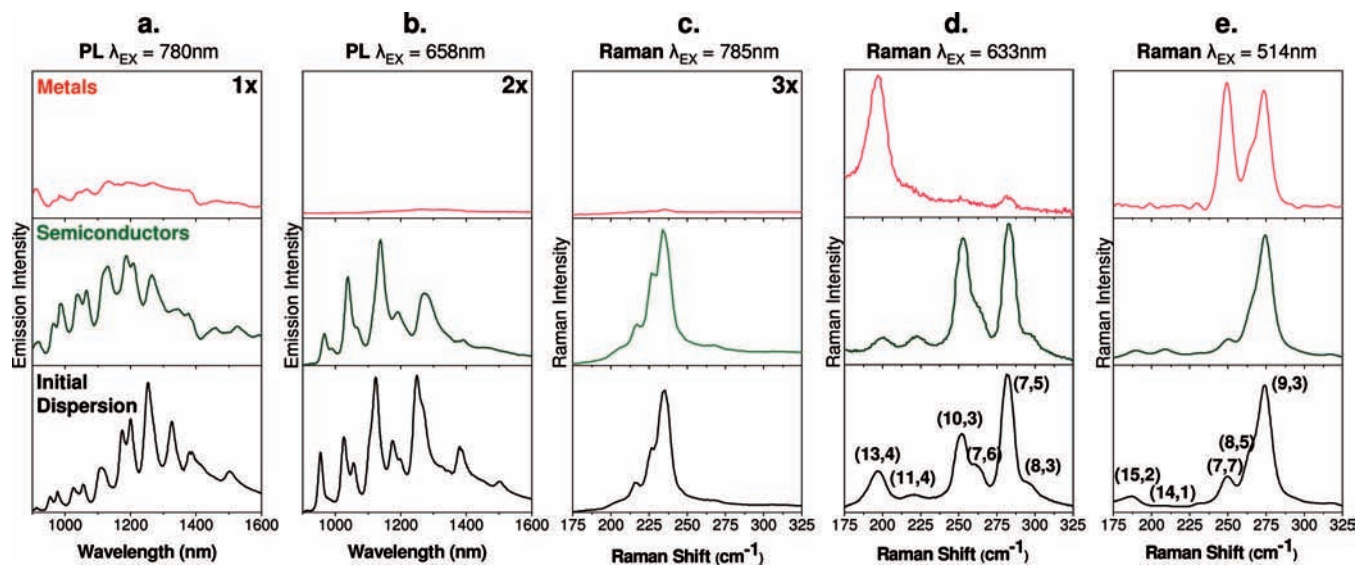 a.
PL λEX = 780nm
b.
PL λEX = 658nm
c.
Raman λEX = 785nm
d.
Raman λEX = 633nm
e.
Raman λEX = 514nm
Metals
1x
2x
3x
Semiconductors
Initial
Dispersion
Emission Intensity
Emission Intensity
Raman Intensity
Raman Intensity
Raman Intensity
(13,4)
(11,4)
(10,3)
(7,6)
(7,5)
(8,3)
(15,2)
(14,1)
(7,7)
(8,5)
(9,3)
1000 1200 1400 1600
1000 1200 1400 1600
175 200 225 250 275 300 325
175 200 225 250 275 300 325
175 200 225 250 275 300 325
Wavelength (nm)
Wavelength (nm)
Raman Shift (cm⁻¹)
Raman Shift (cm⁻¹)
Raman Shift (cm⁻¹)